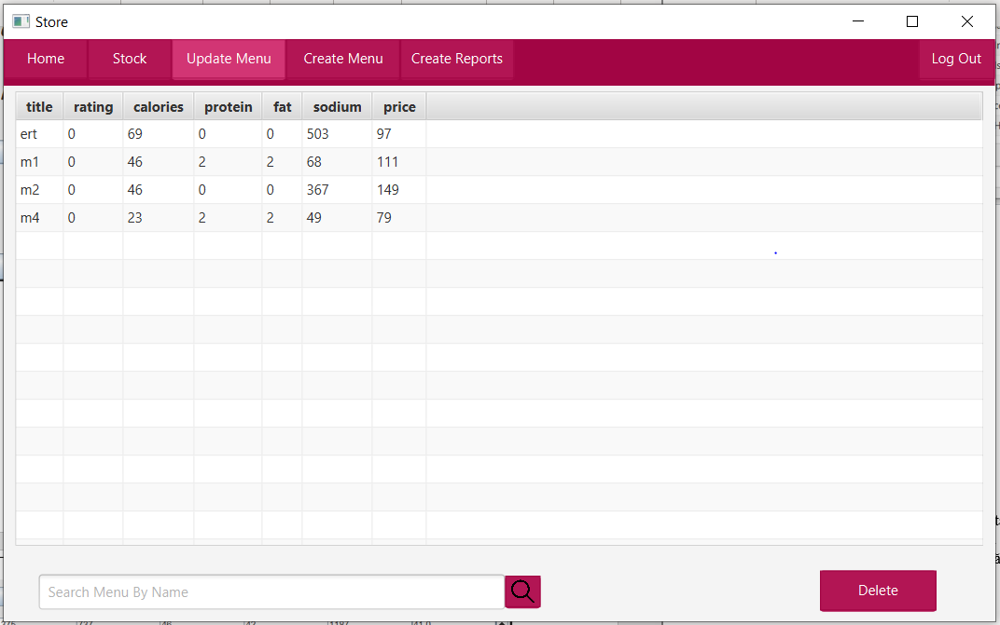 Store
Home Stock Update Menu Create Menu Create Reports Log Out
title rating calories protein fat sodium price
ert 0 69 0 0 503 97
m1 0 46 2 2 68 111
m2 0 46 0 0 367 149
m4 0 23 2 2 49 79
Search Menu By Name Delete